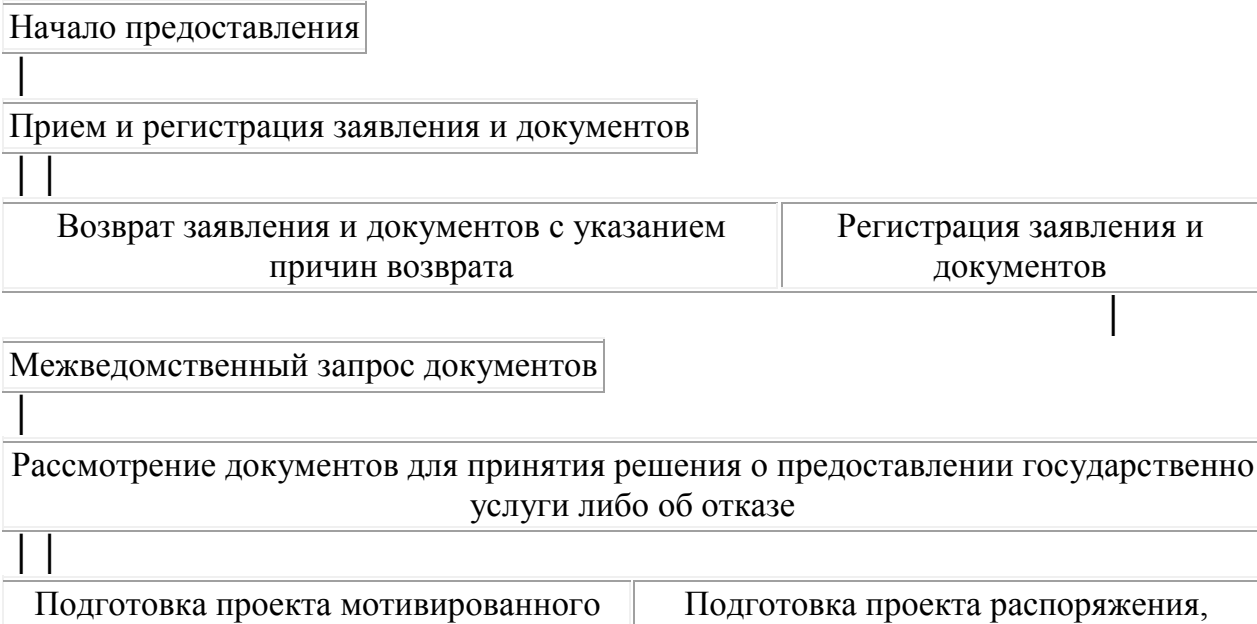 Начало предоставления
Прием и регистрация заявления и документов
Возврат заявления и документов с указанием
причин возврата
Регистрация заявления и
документов
Межведомственный запрос документов
Рассмотрение документов для принятия решения о предоставлении государственно
услуги либо об отказе
Подготовка проекта мотивированного
Подготовка проекта распоряжения,